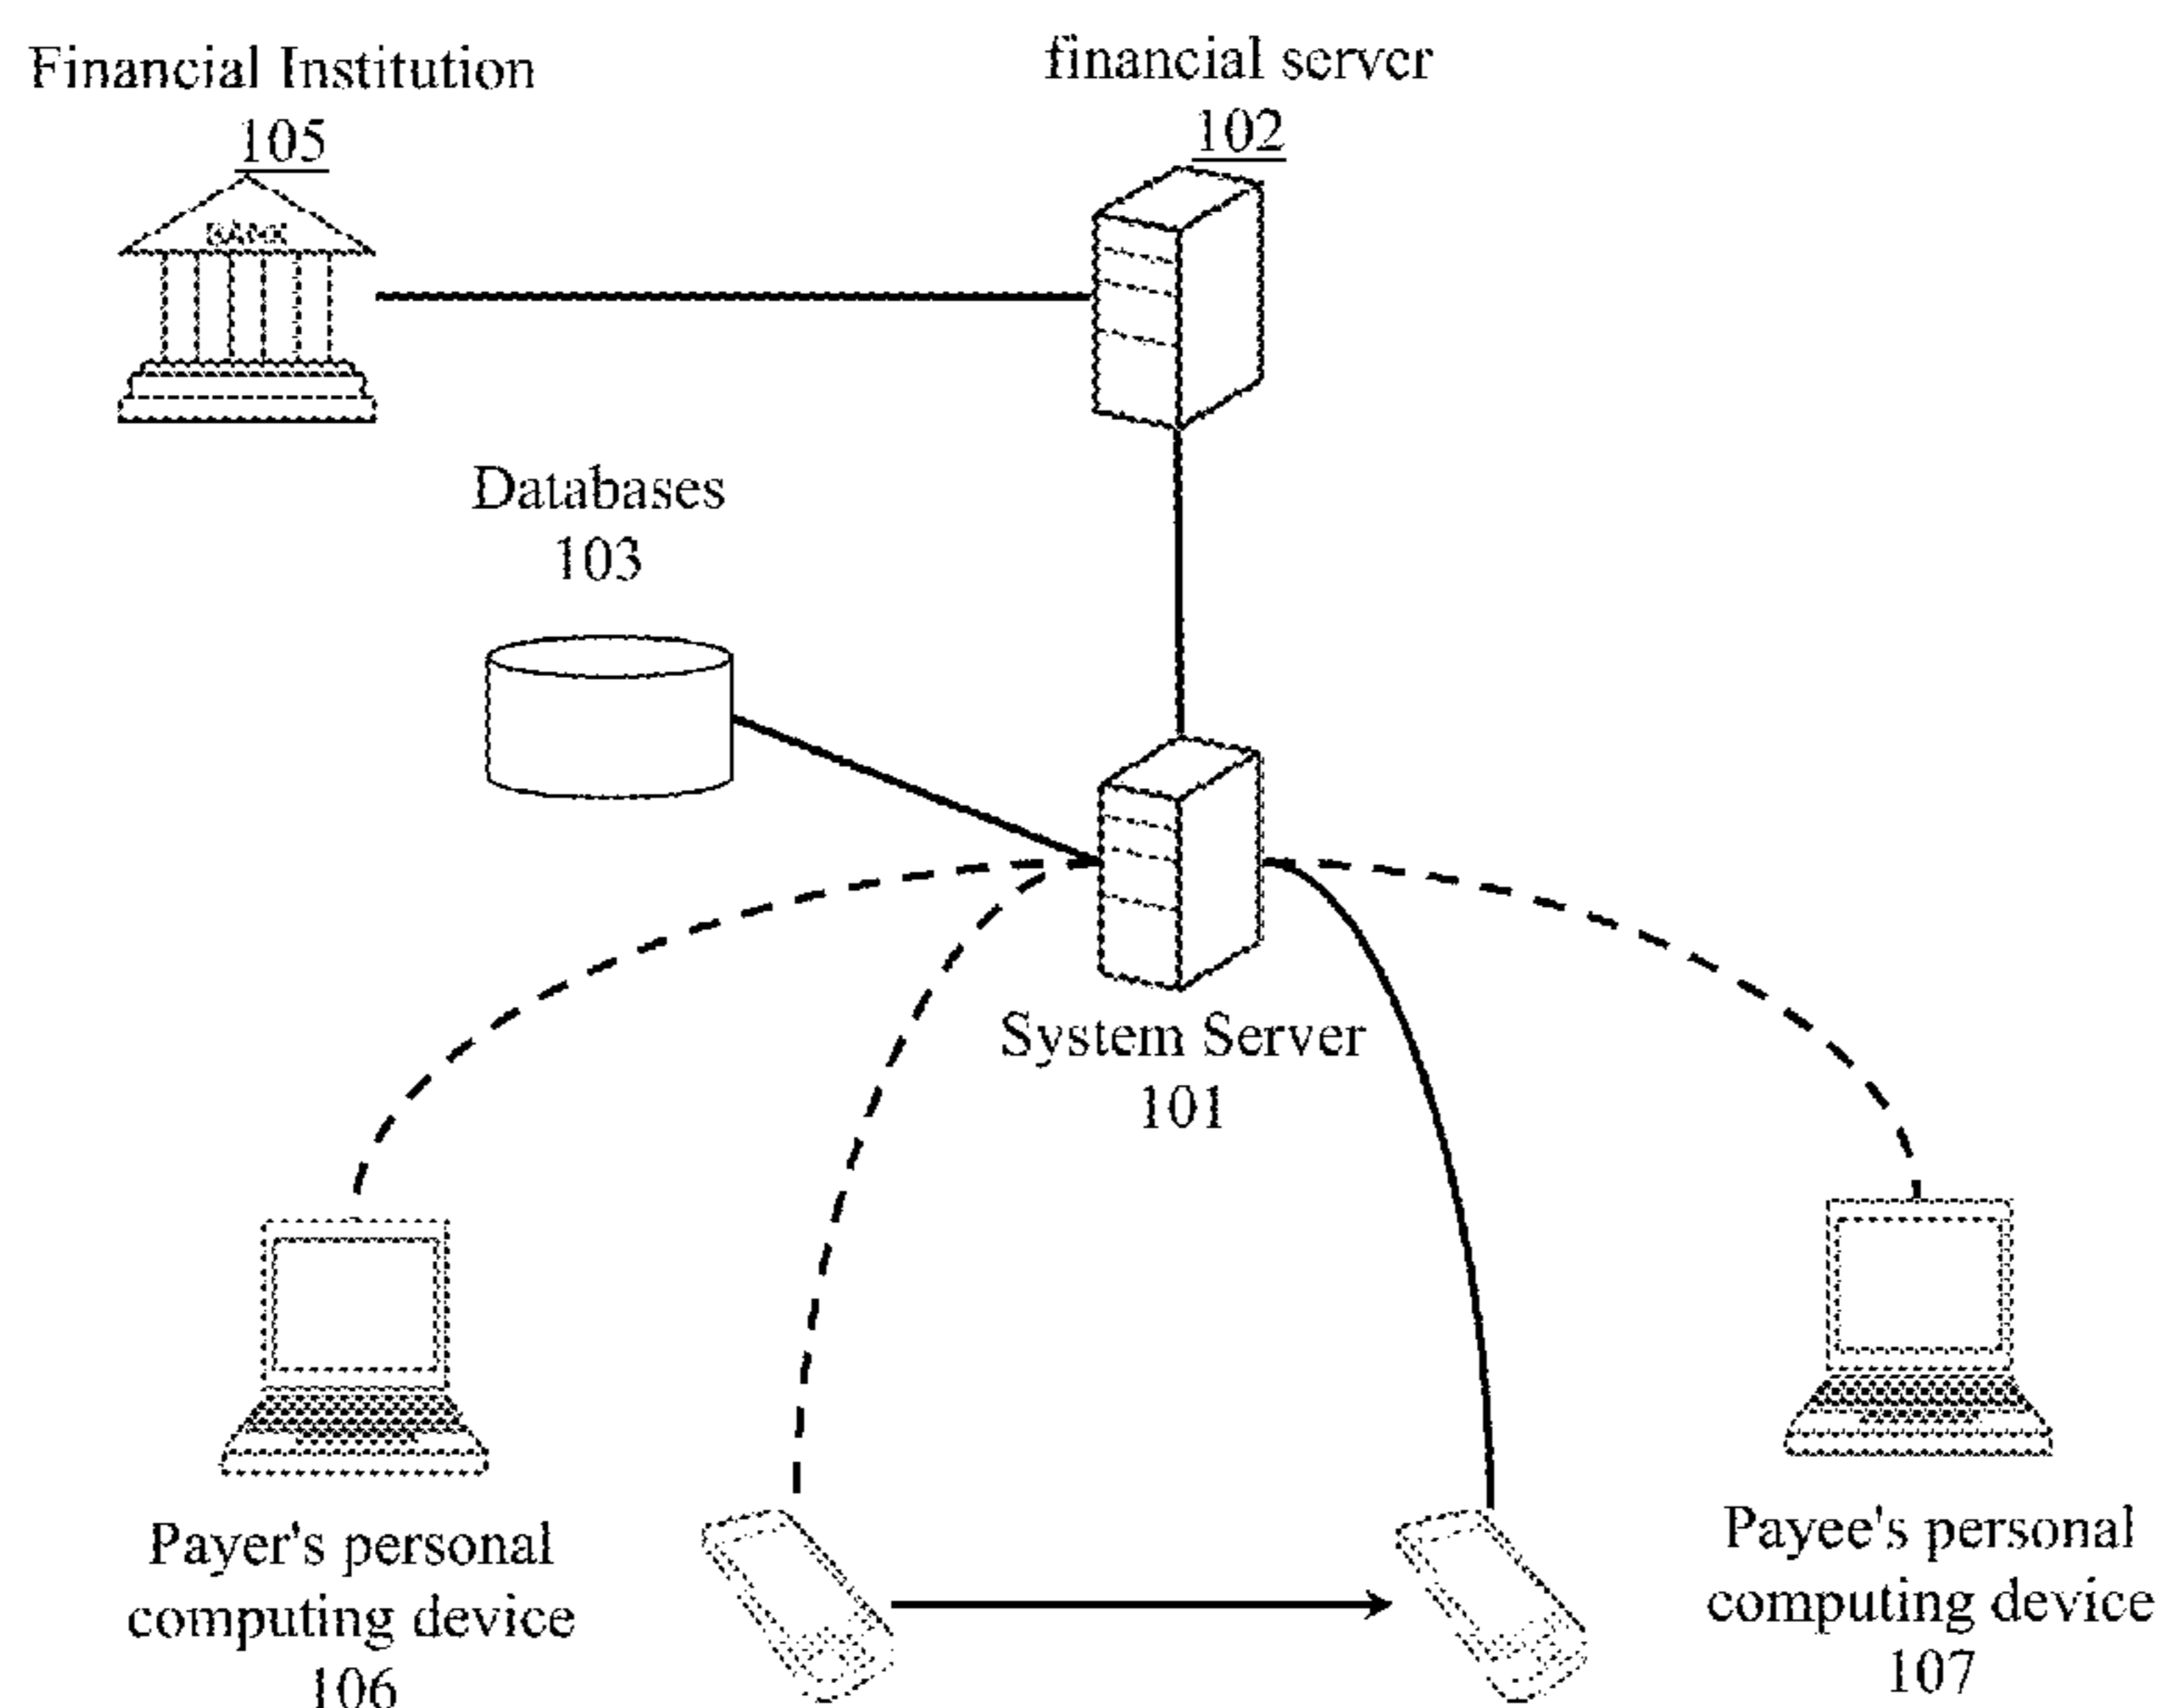 Financial Institution
105
financial server
102
BANK
Databases
103
System Server
101
Payer's personal
computing device
106
Payee's personal
computing device
107